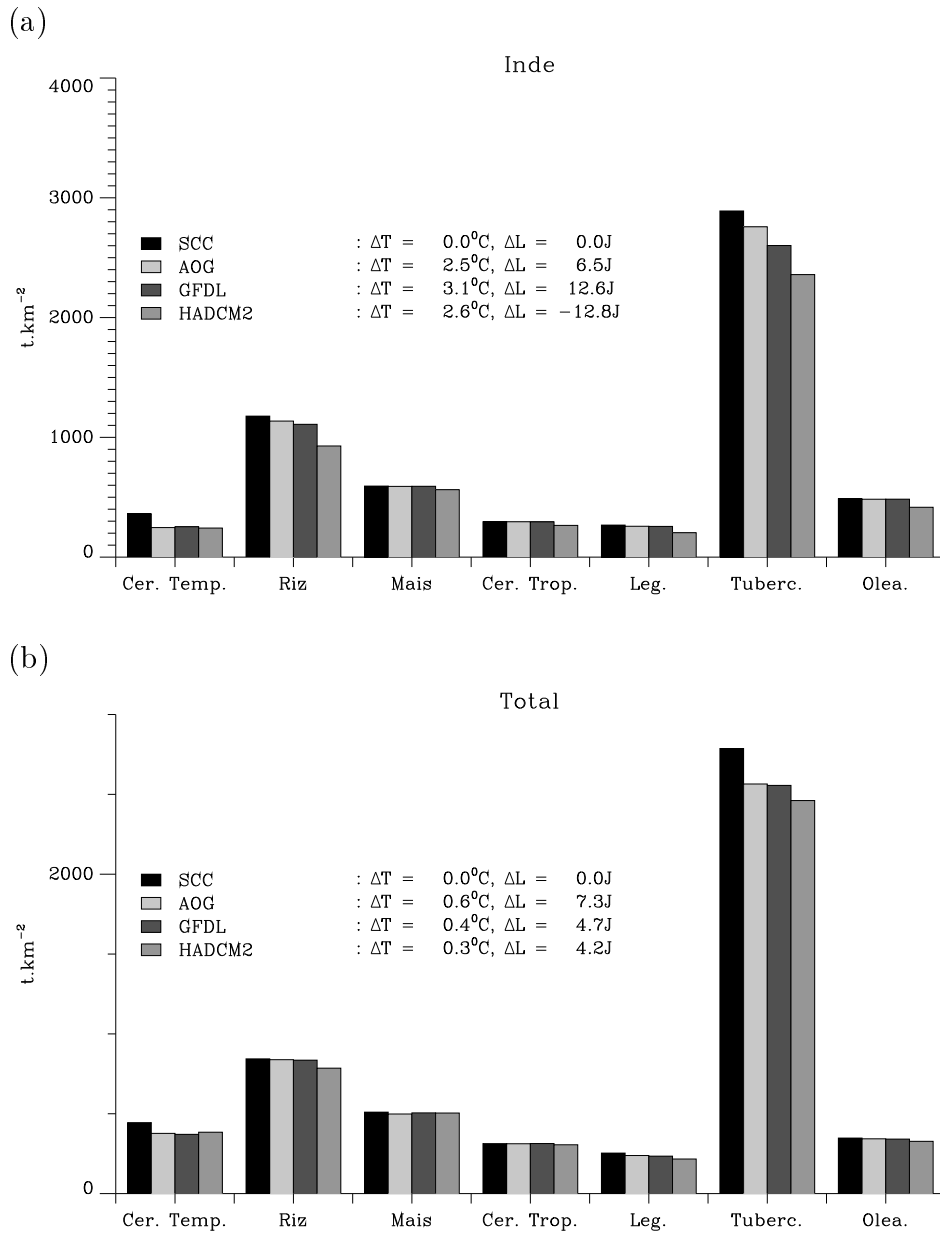 (a)
Inde
4000
3000
2000
1000
0
t.km⁻²
SCC : ΔT = 0.0⁰C, ΔL = 0.0J
AOG : ΔT = 2.5⁰C, ΔL = 6.5J
GFDL : ΔT = 3.1⁰C, ΔL = 12.6J
HADCM2 : ΔT = 2.6⁰C, ΔL = −12.8J
Cer. Temp. Riz Mais Cer. Trop. Leg. Tuberc. Olea.
(b)
Total
2000
0
t.km⁻²
SCC : ΔT = 0.0⁰C, ΔL = 0.0J
AOG : ΔT = 0.6⁰C, ΔL = 7.3J
GFDL : ΔT = 0.4⁰C, ΔL = 4.7J
HADCM2 : ΔT = 0.3⁰C, ΔL = 4.2J
Cer. Temp. Riz Mais Cer. Trop. Leg. Tuberc. Olea.